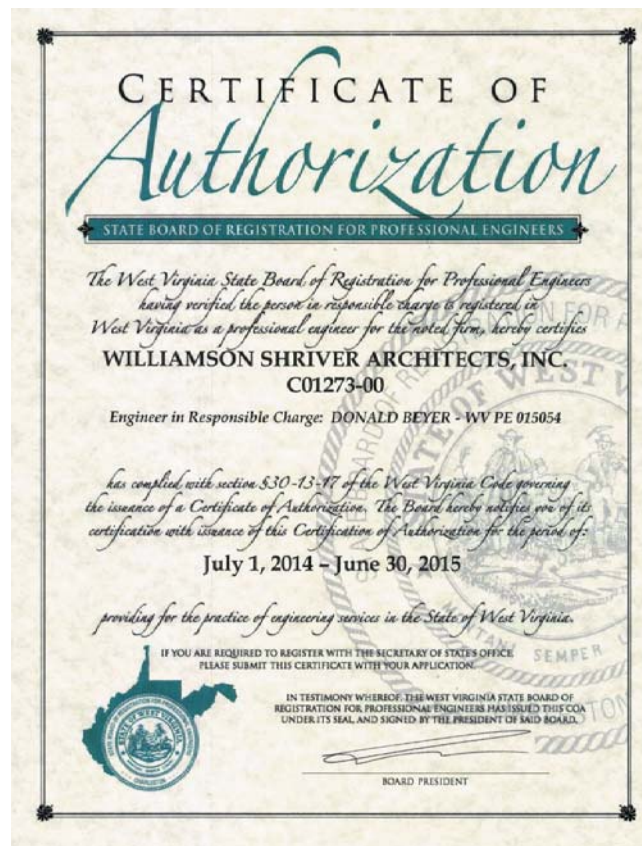 CERTIFICATE OF
Authorization
STATE BOARD OF REGISTRATION FOR PROFESSIONAL ENGINEERS
The West Virginia State Board of Registration for Professional Engineers
having verified the person in responsible charge is registered in
West Virginia as a professional engineer for the noted firm, hereby certifies
WILLIAMSON SHRIVER ARCHITECTS, INC.
C01273-00
Engineer in Responsible Charge: DONALD BEYER - WV PE 015054
has complied with section §30-13-17 of the West Virginia Code governing
the issuance of a Certificate of Authorization. The Board hereby notifies you of its
certification with issuance of this Certification of Authorization for the period of:
July 1, 2014 – June 30, 2015
providing for the practice of engineering services in the State of West Virginia.
IF YOU ARE REQUIRED TO REGISTER WITH THE SECRETARY OF STATE'S OFFICE
PLEASE SUBMIT THIS CERTIFICATE WITH YOUR APPLICATION.
IN TESTIMONY WHEREOF, THE WEST VIRGINIA STATE BOARD OF
REGISTRATION FOR PROFESSIONAL ENGINEERS HAS ISSUED THIS COA
UNDER ITS SEAL, AND SIGNED BY THE PRESIDENT OF SAID BOARD.
BOARD PRESIDENT